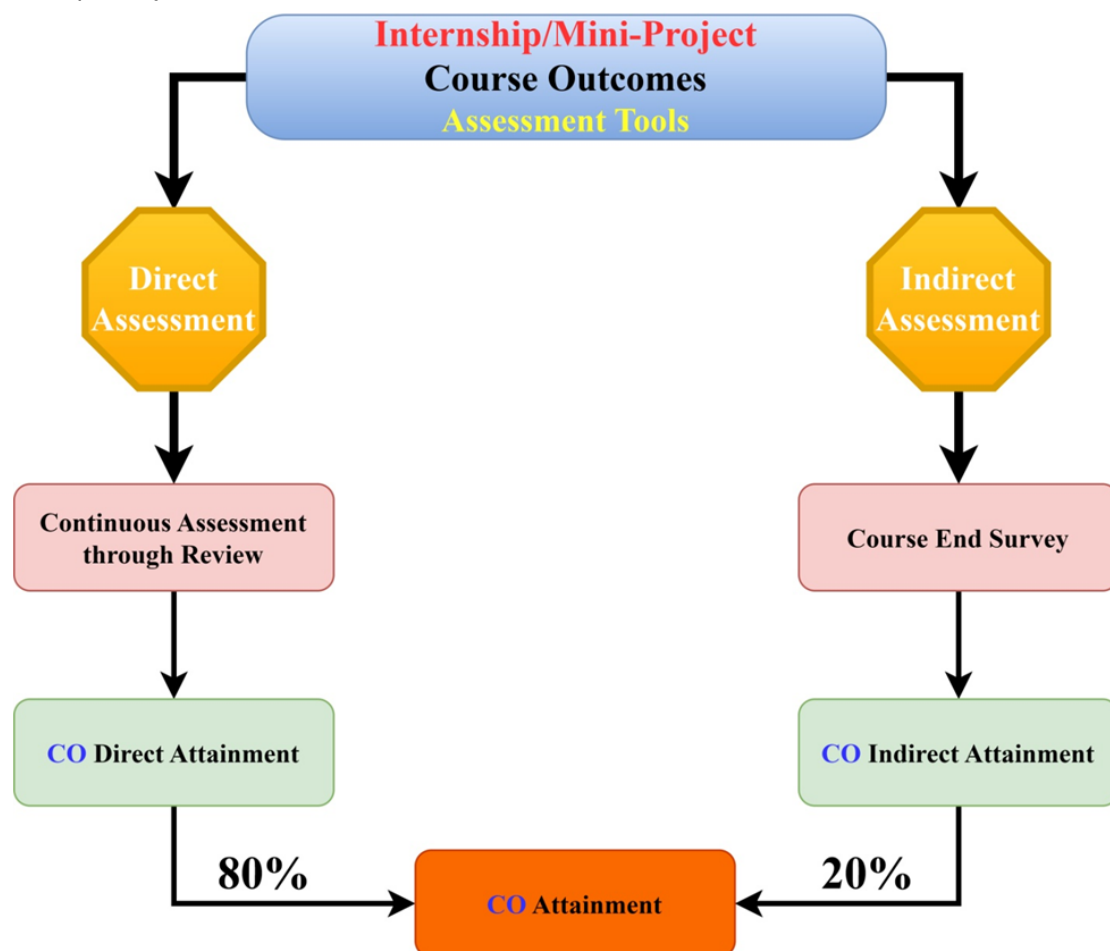 Internship/Mini-Project
Course Outcomes
Assessment Tools
Direct
Assessment
Indirect
Assessment
Continuous Assessment
through Review
Course End Survey
CO Direct Attainment
CO Indirect Attainment
80%
20%
CO Attainment